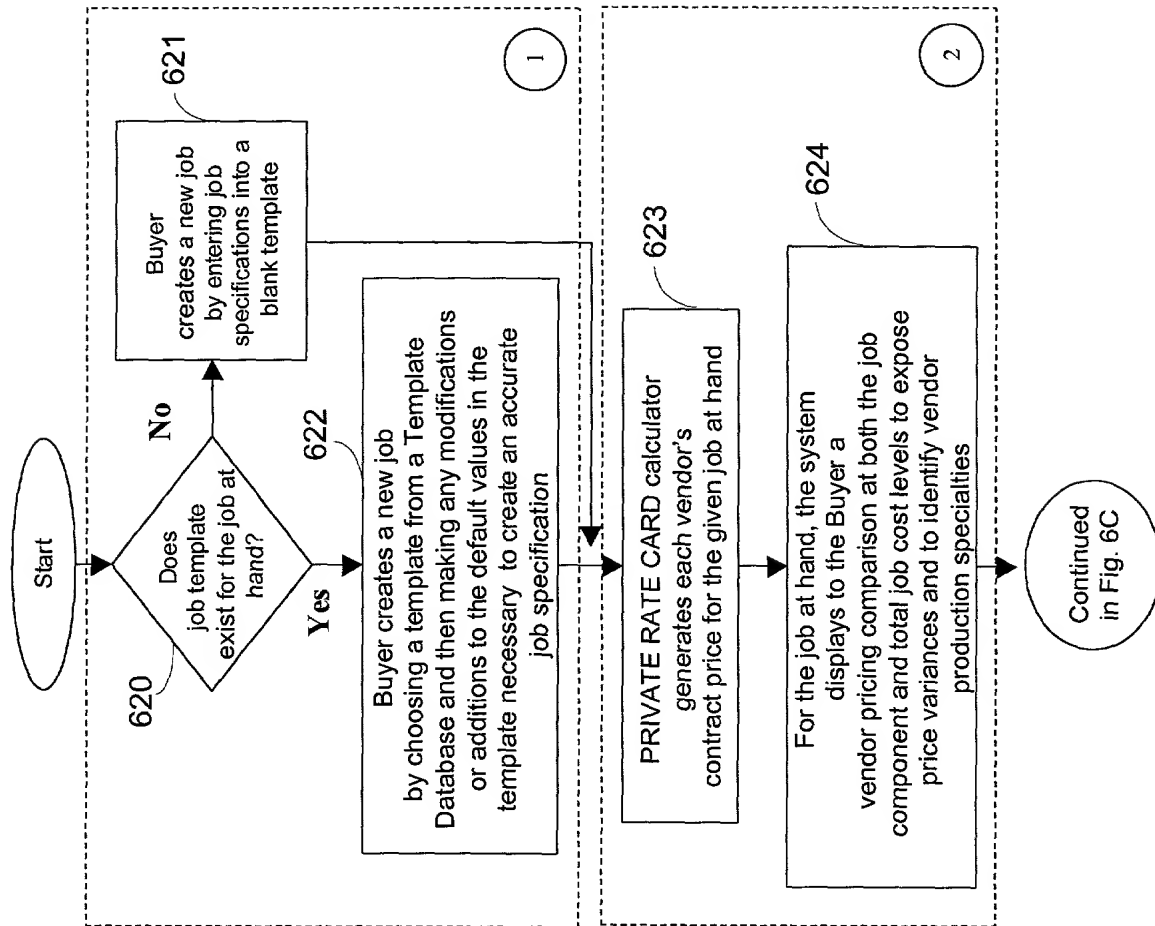 Start
Does
job template
exist for the job at
hand?
620
No
Yes
Buyer
creates a new job
by entering job
specifications into a
blank template
621
1
Buyer creates a new job
by choosing a template from a Template
Database and then making any modifications
or additions to the default values in the
template necessary to create an accurate
job specification
622
PRIVATE RATE CARD calculator
generates each vendor's
contract price for the given job at hand
623
2
For the job at hand, the system
displays to the Buyer a
vendor pricing comparison at both the job
component and total job cost levels to expose
price variances and to identify vendor
production specialties
624
Continued
in Fig. 6C